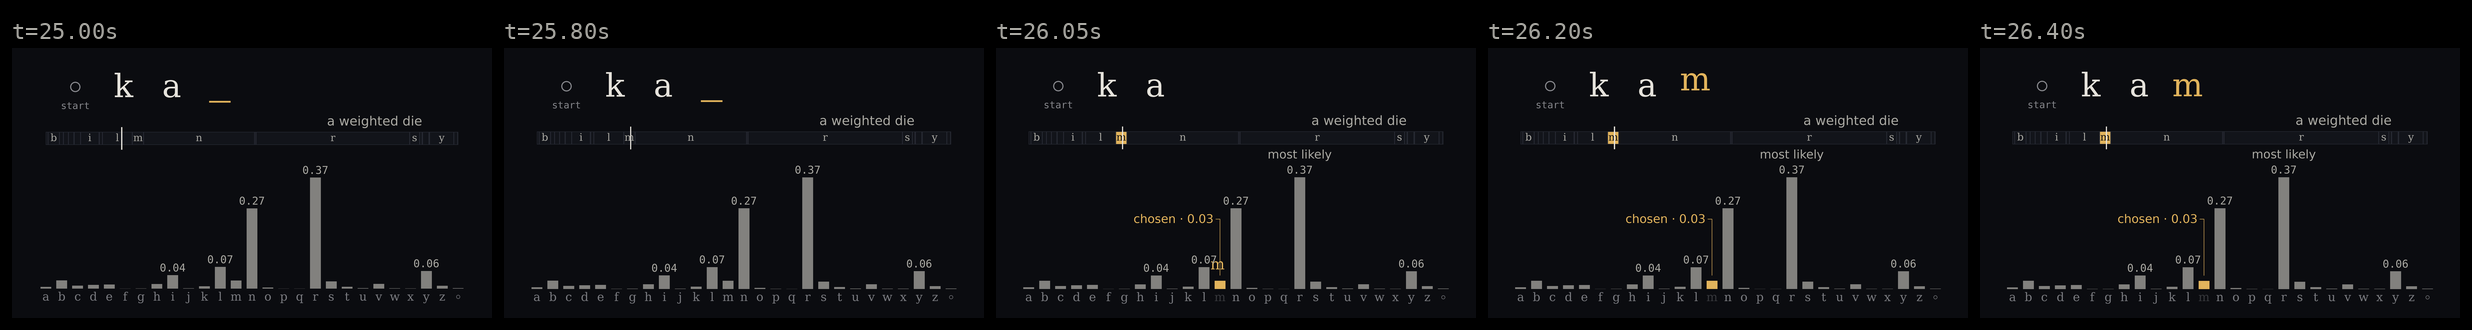 t=25.00s
k a _
start
a weighted die
b i l m n r s y
0.37
0.27
0.07
0.04
0.06
a b c d e f g h i j k l m n o p q r s t u v w x y z ○
t=25.80s
k a _
start
a weighted die
b i l m n r s y
0.37
0.27
0.07
0.04
0.06
a b c d e f g h i j k l m n o p q r s t u v w x y z ○
t=26.05s
k a
start
a weighted die
b i l m n r s y
most likely
0.37
0.27
chosen · 0.03
0.07
m
0.04
0.06
a b c d e f g h i j k l m n o p q r s t u v w x y z ○
t=26.20s
k a m
start
a weighted die
b i l m n r s y
most likely
0.37
0.27
chosen · 0.03
0.07
0.04
0.06
a b c d e f g h i j k l m n o p q r s t u v w x y z ○
t=26.40s
k a m
start
a weighted die
b i l m n r s y
most likely
0.37
0.27
chosen · 0.03
0.07
0.04
0.06
a b c d e f g h i j k l m n o p q r s t u v w x y z ○